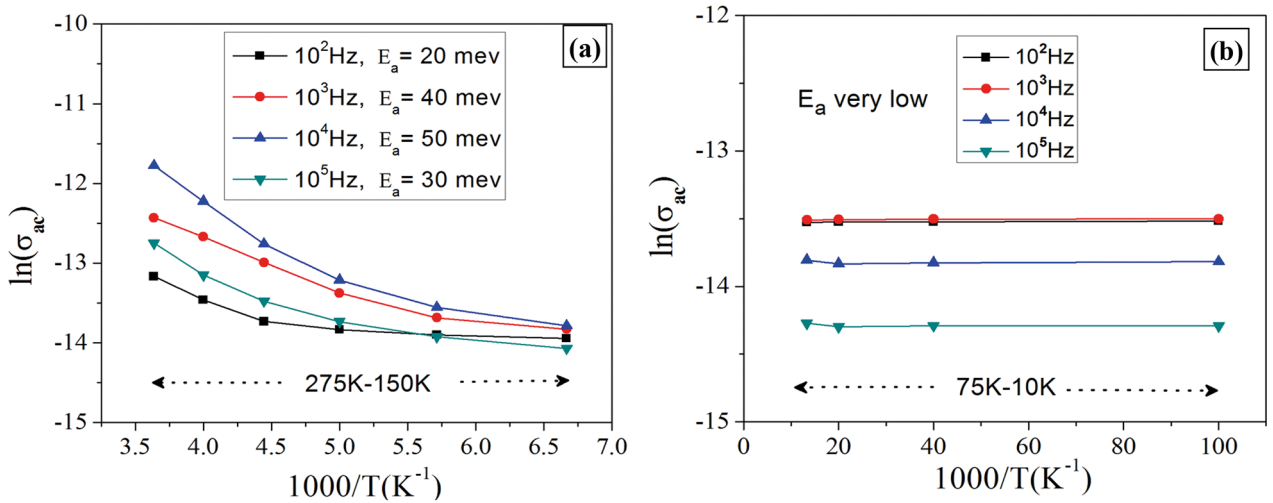 (a)
10²Hz, Eₐ= 20 mev
10³Hz, Eₐ= 40 mev
10⁴Hz, Eₐ= 50 mev
10⁵Hz, Eₐ= 30 mev
-10
-11
-12
-13
-14
-15
ln(σac)
275K-150K
3.5 4.0 4.5 5.0 5.5 6.0 6.5 7.0
1000/T(K⁻¹)
(b)
10²Hz
10³Hz
10⁴Hz
10⁵Hz
Eₐ very low
-12
-13
-14
-15
ln(σac)
75K-10K
0 20 40 60 80 100
1000/T(K⁻¹)